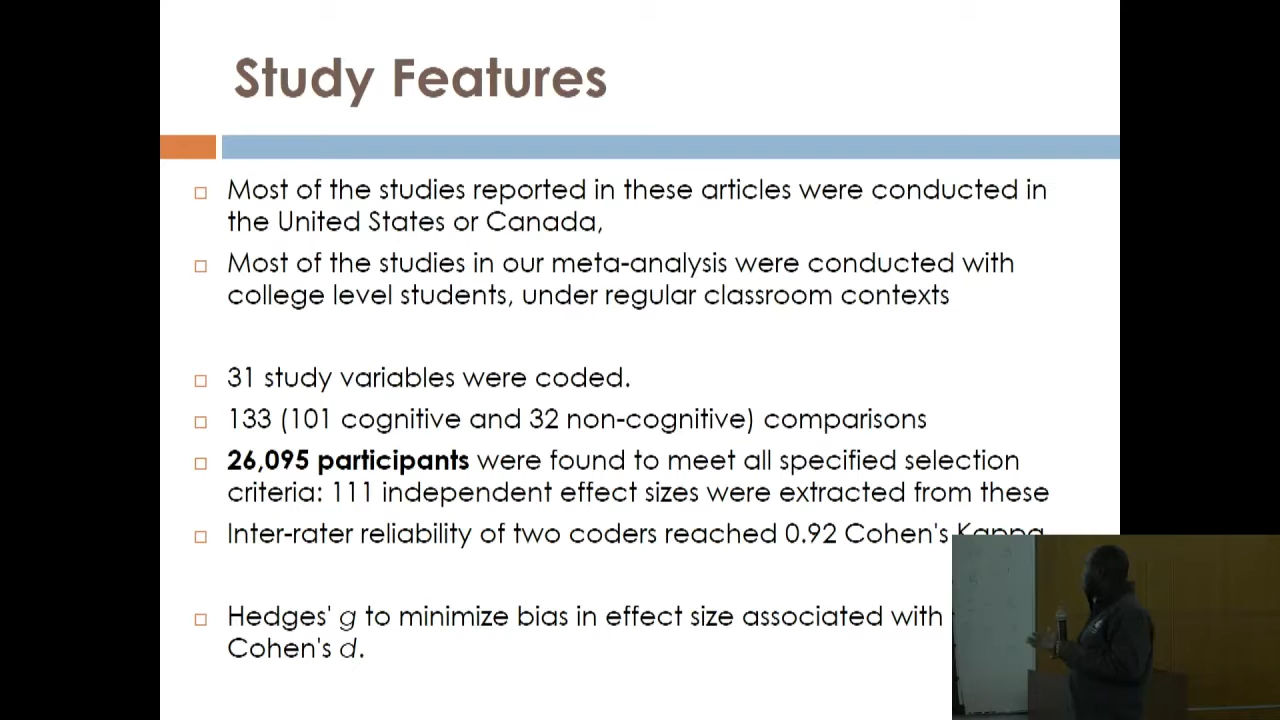 Study Features
Most of the studies reported in these articles were conducted in
the United States or Canada,
Most of the studies in our meta-analysis were conducted with
college level students, under regular classroom contexts
31 study variables were coded.
133 (101 cognitive and 32 non-cognitive) comparisons
26,095 participants were found to meet all specified selection
criteria: 111 independent effect sizes were extracted from these
Inter-rater reliability of two coders reached 0.92 Cohen's Kappa
Hedges' g to minimize bias in effect size associated with
Cohen's d.